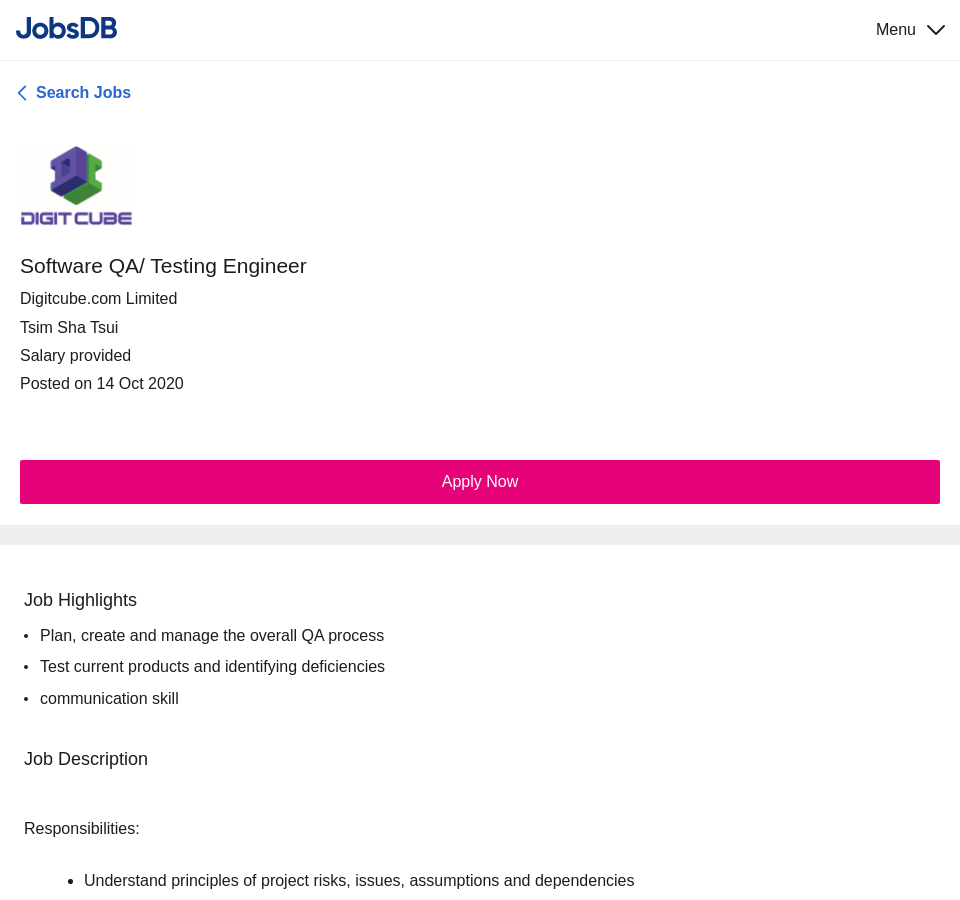 JobsDB
Menu
Search Jobs
DIGIT CUBE
Software QA/ Testing Engineer
Digitcube.com Limited
Tsim Sha Tsui
Salary provided
Posted on 14 Oct 2020
Apply Now
Job Highlights
• Plan, create and manage the overall QA process
• Test current products and identifying deficiencies
• communication skill
Job Description
Responsibilities:
• Understand principles of project risks, issues, assumptions and dependencies